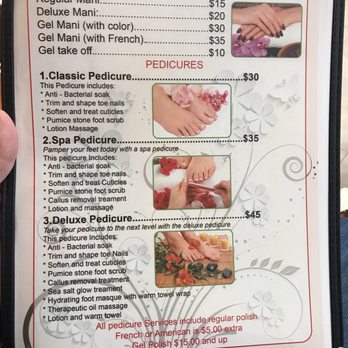 Regular Mani.................$15
Deluxe Mani:.................$20
Gel Mani (with color)........$30
Gel Mani (with French).......$35
Gel take off.................$10
PEDICURES
1.Classic Pedicure...........................$30
This Pedicure includes:
* Anti - Bacterial soak
* Trim and shape toe nails
* Soften and treat cuticles
* Pumice stone foot scrub
* Lotion Massage
2.Spa Pedicure...............................$35
Pamper your feet today with a spa pedicure
This pedicure Includes:
* Anti - bacterial soak
* Trim and shape toe nails
* Soften and treat Cuticles
* Pumice stone foot scrub
* Callus removal treament
* Lotion and massage
3.Deluxe Pedicure............................$45
Take your pedicure to the next level with the deluxe pedicure
This pedicure Includes:
* Anti - Bacterial soak
* Trim and shape toe Nails
* Soften and treat cuticles
* Pumice stone foot scrub
* Callus removal treatment
* Sea salt glow treament
* Hydrating foot masque with warm towel wrap
* Therapeutic oil massage
* Lotion and warm towel
All pedicure Services include regular polish.
French or American is $5.00 extra
Gel Polish $15.00 and up